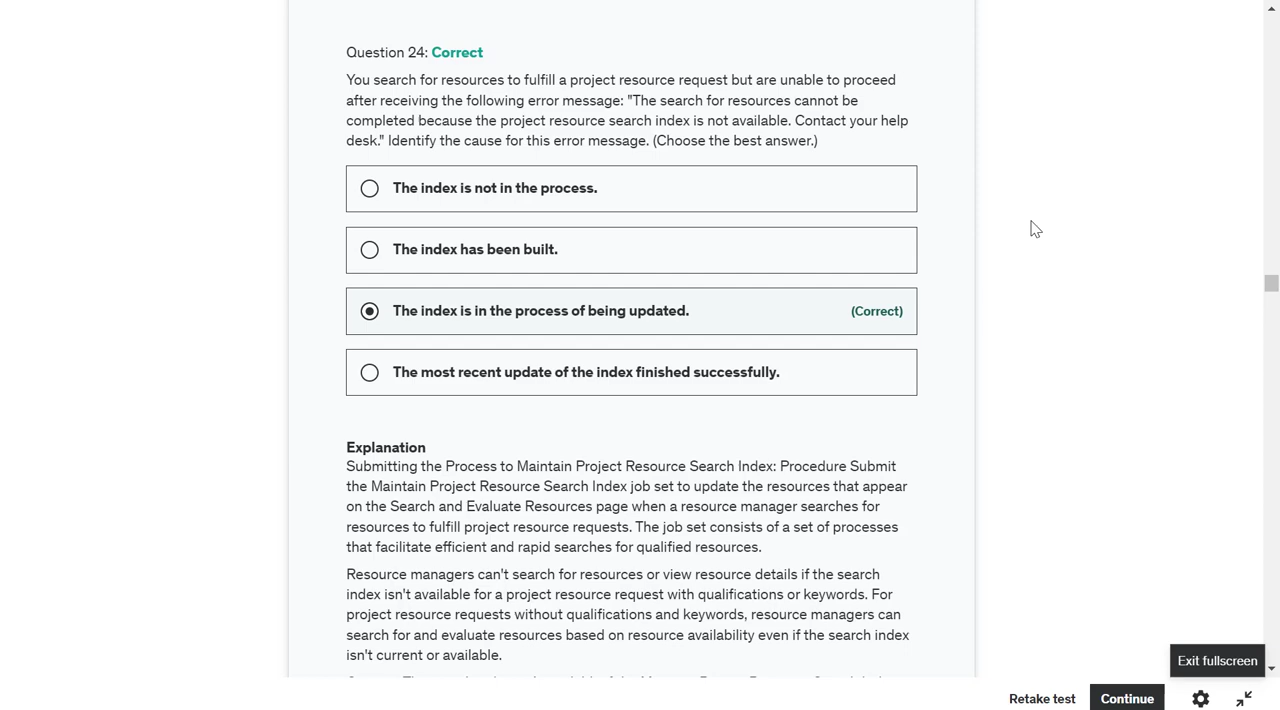 Question 24: Correct
You search for resources to fulfill a project resource request but are unable to proceed
after receiving the following error message: "The search for resources cannot be
completed because the project resource search index is not available. Contact your help
desk." Identify the cause for this error message. (Choose the best answer.)
The index is not in the process.
The index has been built.
The index is in the process of being updated. (Correct)
The most recent update of the index finished successfully.
Explanation
Submitting the Process to Maintain Project Resource Search Index: Procedure Submit
the Maintain Project Resource Search Index job set to update the resources that appear
on the Search and Evaluate Resources page when a resource manager searches for
resources to fulfill project resource requests. The job set consists of a set of processes
that facilitate efficient and rapid searches for qualified resources.
Resource managers can't search for resources or view resource details if the search
index isn't available for a project resource request with qualifications or keywords. For
project resource requests without qualifications and keywords, resource managers can
search for and evaluate resources based on resource availability even if the search index
isn't current or available.
Exit fullscreen
Retake test Continue